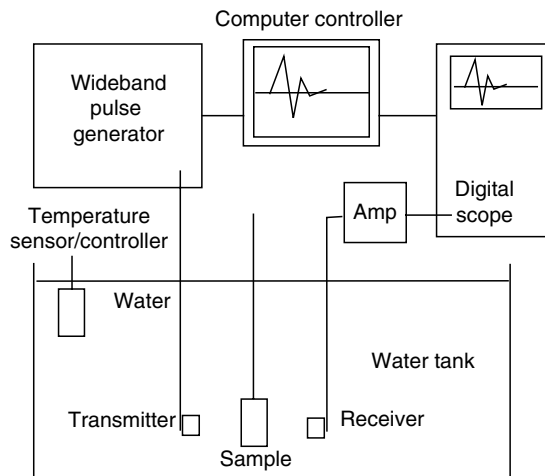 Computer controller
Wideband
pulse
generator
Digital
scope
Amp
Temperature
sensor/controller
Water
Water tank
Transmitter
Receiver
Sample